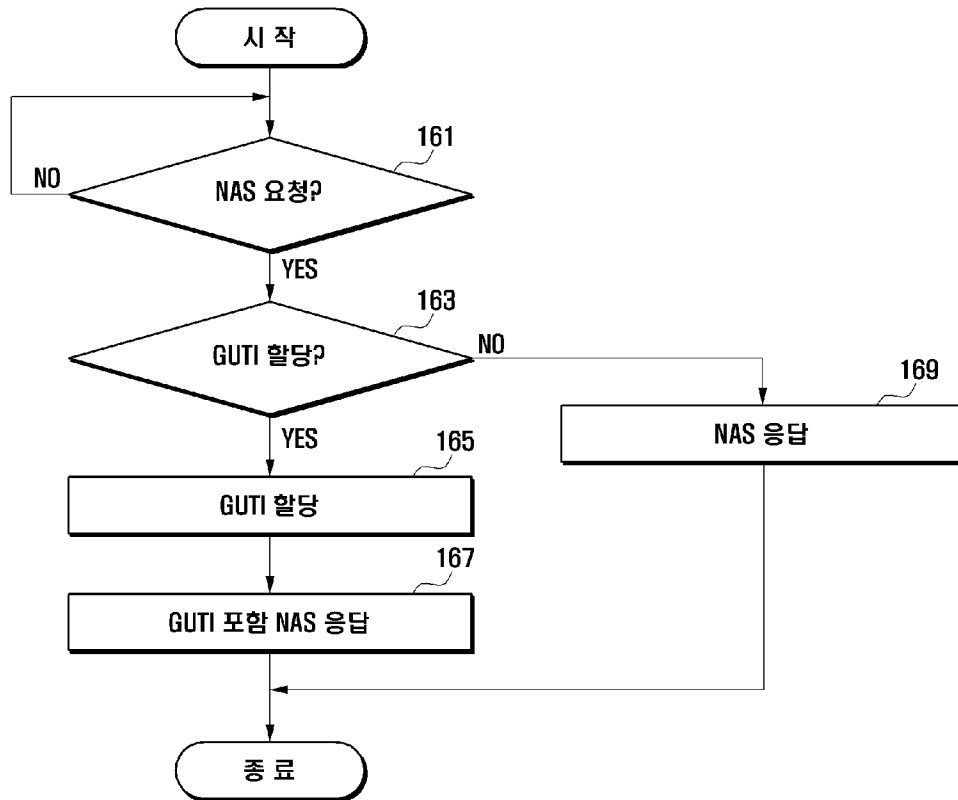 시 작
161
NO
NAS 요청?
YES
163
GUTI 할당?
NO
169
YES
NAS 응답
165
GUTI 할당
167
GUTI 포함 NAS 응답
종 료